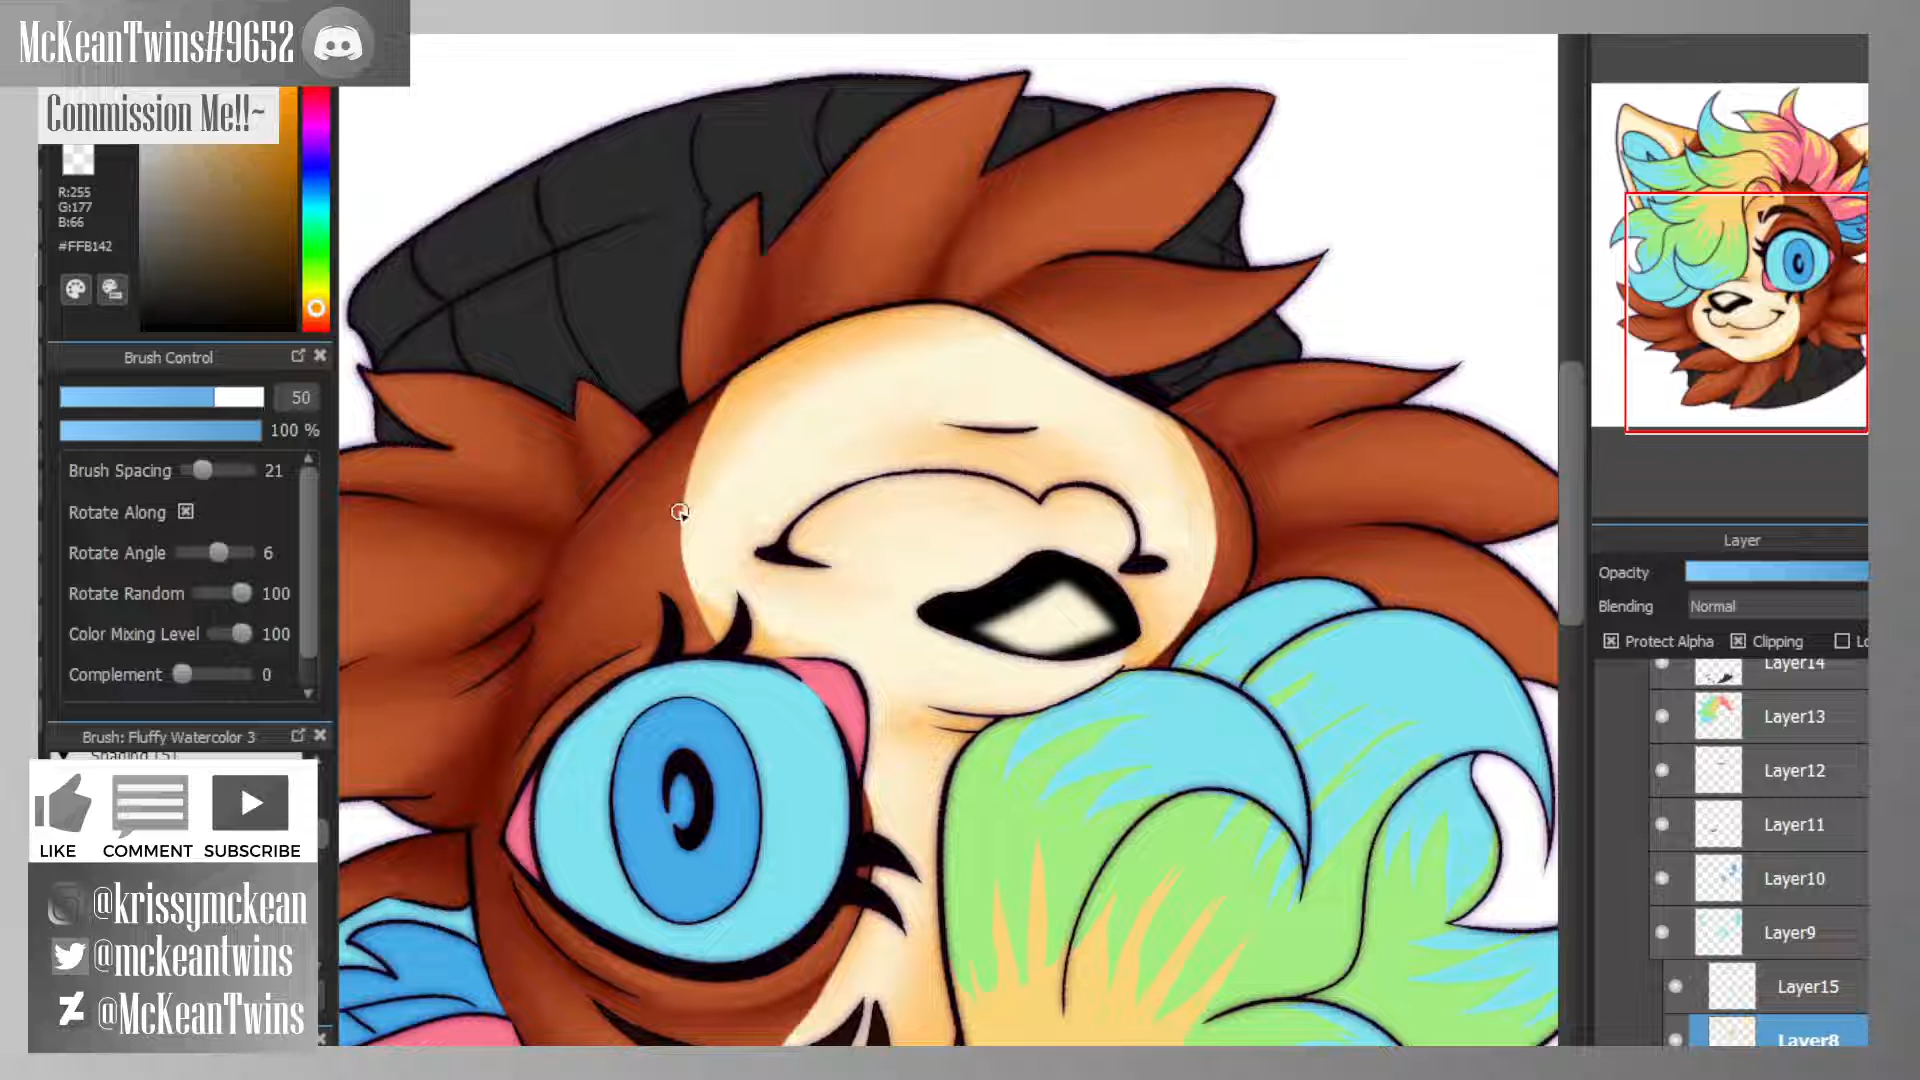 McKeanTwins#9652
Commission Me!!~
R:255
G:177
B:66
#FFB142
Brush Control
50
100 %
Brush Spacing 21
Rotate Along
Rotate Angle 6
Rotate Random 100
Color Mixing Level 100
Complement 0
Brush: Fluffy Watercolor 3
LIKE COMMENT SUBSCRIBE
@krissymckean
@mckeantwins
@McKeanTwins
Layer
Opacity
Blending Normal
Protect Alpha Clipping Lo
Layer14
Layer13
Layer12
Layer11
Layer10
Layer9
Layer15
Layer8